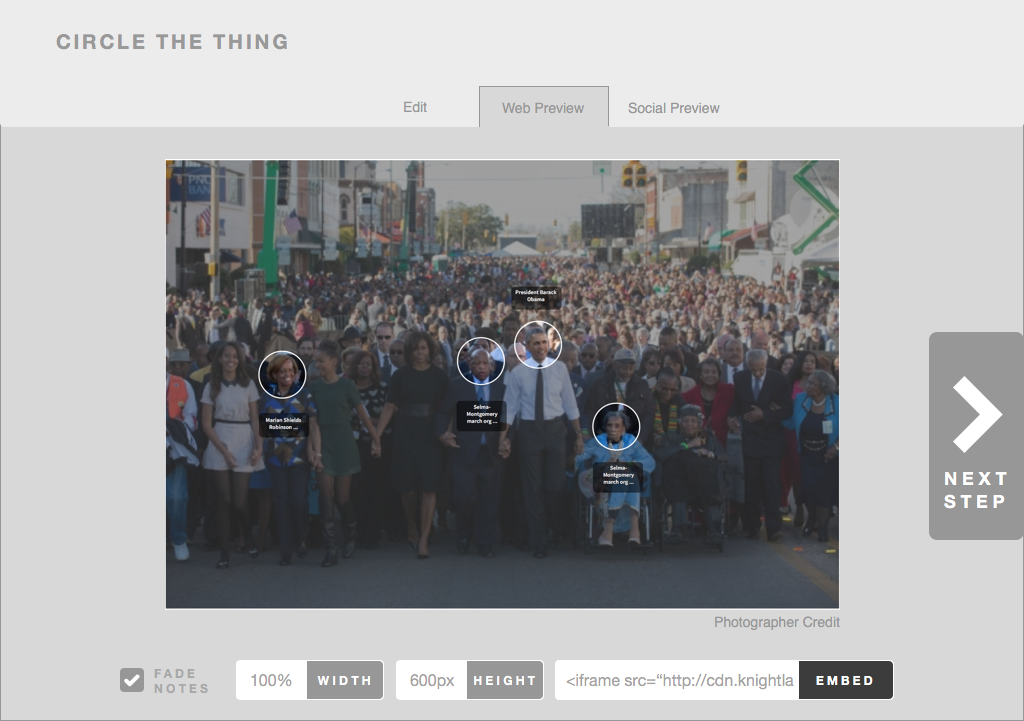 CIRCLE THE THING
Edit
Web Preview
Social Preview
PNC
BANK
President Barack
Obama
Marian Shields
Robinson ...
Selma-
Montgomery
march org ...
Selma-
Montgomery
march org ...
NEXT
STEP
Photographer Credit
FADE
NOTES
100% WIDTH
600px HEIGHT
<iframe src=“http://cdn.knightla EMBED